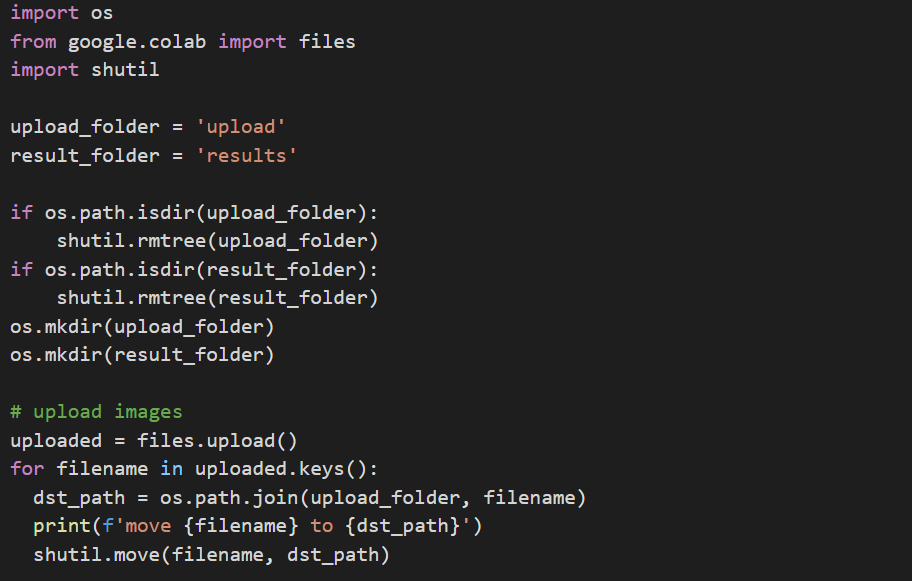 import os
from google.colab import files
import shutil

upload_folder = 'upload'
result_folder = 'results'

if os.path.isdir(upload_folder):
    shutil.rmtree(upload_folder)
if os.path.isdir(result_folder):
    shutil.rmtree(result_folder)
os.mkdir(upload_folder)
os.mkdir(result_folder)

# upload images
uploaded = files.upload()
for filename in uploaded.keys():
  dst_path = os.path.join(upload_folder, filename)
  print(f'move {filename} to {dst_path}')
  shutil.move(filename, dst_path)